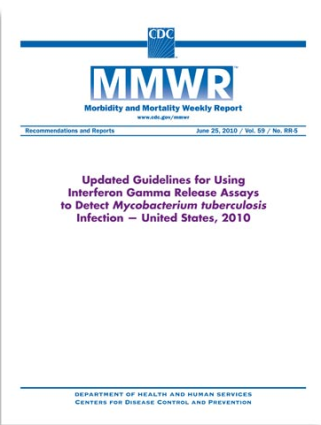 CDC
MMWR™
Morbidity and Mortality Weekly Report
www.cdc.gov/mmwr
Recommendations and Reports June 25, 2010 / Vol. 59 / No. RR-5
Updated Guidelines for Using
Interferon Gamma Release Assays
to Detect Mycobacterium tuberculosis
Infection — United States, 2010
DEPARTMENT OF HEALTH AND HUMAN SERVICES
CENTERS FOR DISEASE CONTROL AND PREVENTION